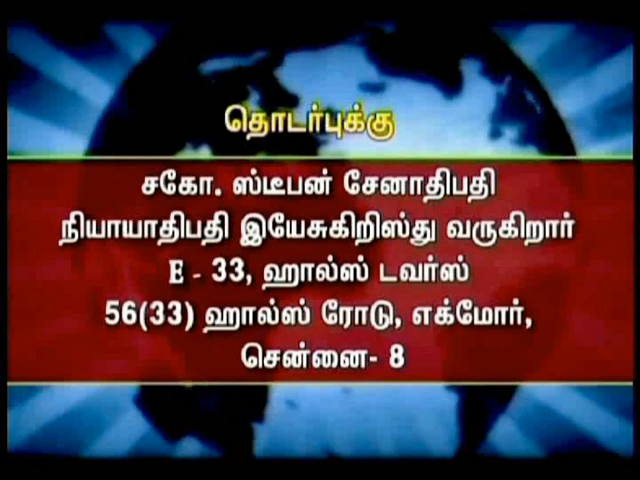 தொடர்புக்கு
சகோ. ஸ்டீபன் சேனாதிபதி
நியாயாதிபதி இயேசுகிறிஸ்து வருகிறார்
E - 33, ஹால்ஸ் டவர்ஸ்
56(33) ஹால்ஸ் ரோடு, எக்மோர்,
சென்னை- 8